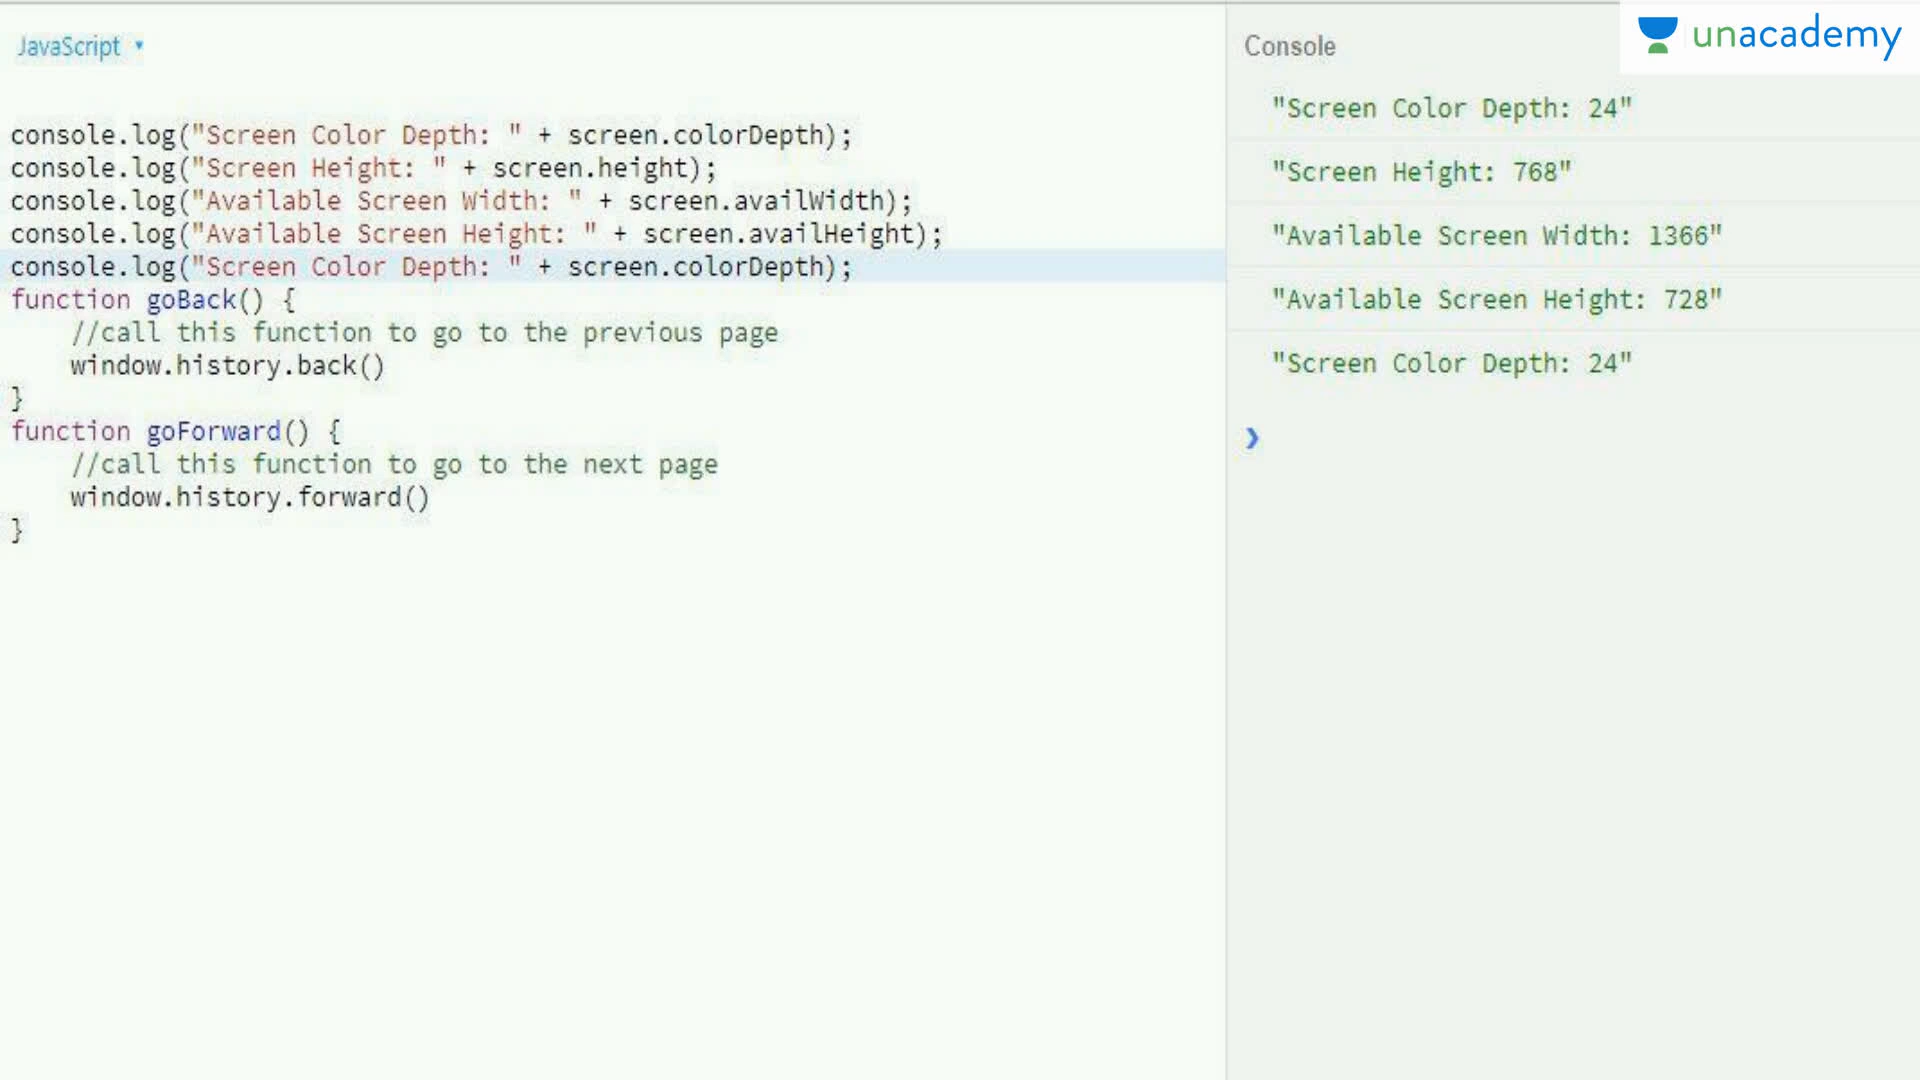 JavaScript
console.log("Screen Color Depth: " + screen.colorDepth);
console.log("Screen Height: " + screen.height);
console.log("Available Screen Width: " + screen.availWidth);
console.log("Available Screen Height: " + screen.availHeight);
console.log("Screen Color Depth: " + screen.colorDepth);
function goBack() {
    //call this function to go to the previous page
    window.history.back()
}
function goForward() {
    //call this function to go to the next page
    window.history.forward()
}
Console
unacademy
"Screen Color Depth: 24"
"Screen Height: 768"
"Available Screen Width: 1366"
"Available Screen Height: 728"
"Screen Color Depth: 24"